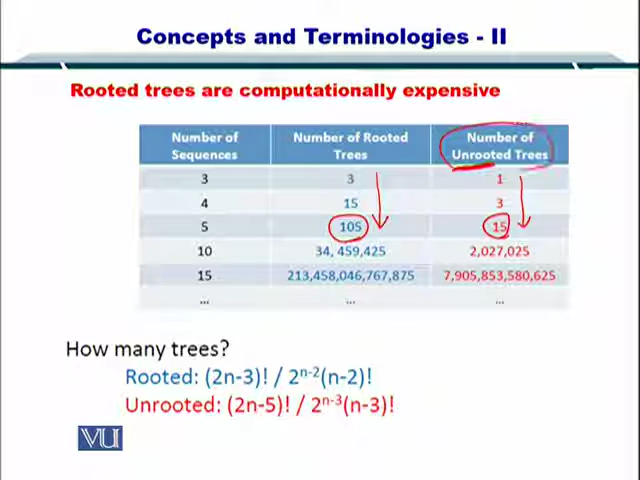 Concepts and Terminologies - II
Rooted trees are computationally expensive
Number of Sequences Number of Rooted Trees Number of Unrooted Trees
3 3 1
4 15 3
5 105 15
10 34, 459,425 2,027,025
15 213,458,046,767,875 7,905,853,580,625
... ... ...
How many trees?
Rooted: (2n-3)! / 2ⁿ⁻²(n-2)!
Unrooted: (2n-5)! / 2ⁿ⁻³(n-3)!
VU